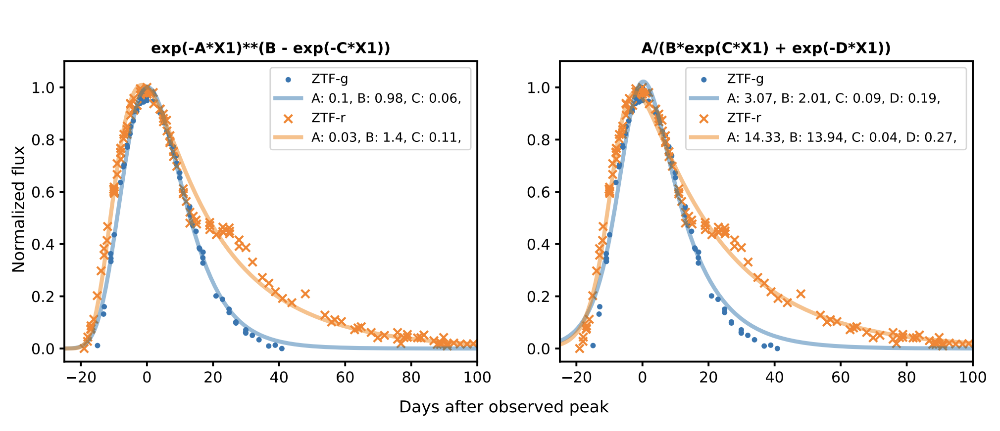 exp(-A*X1)**(B - exp(-C*X1))
Normalized flux
1.0
0.8
0.6
0.4
0.2
0.0
−20
0
20
40
60
80
100
ZTF-g
A: 0.1, B: 0.98, C: 0.06,
ZTF-r
A: 0.03, B: 1.4, C: 0.11,
A/(B*exp(C*X1) + exp(-D*X1))
1.0
0.8
0.6
0.4
0.2
0.0
−20
0
20
40
60
80
100
ZTF-g
A: 3.07, B: 2.01, C: 0.09, D: 0.19,
ZTF-r
A: 14.33, B: 13.94, C: 0.04, D: 0.27,
Days after observed peak